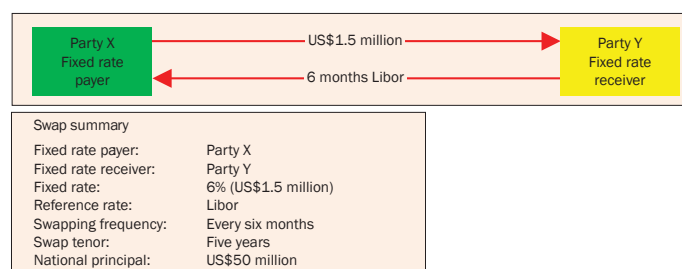 Party X
Fixed rate
payer
US$1.5 million
6 months Libor
Party Y
Fixed rate
receiver
Swap summary
Fixed rate payer: Party X
Fixed rate receiver: Party Y
Fixed rate: 6% (US$1.5 million)
Reference rate: Libor
Swapping frequency: Every six months
Swap tenor: Five years
National principal: US$50 million